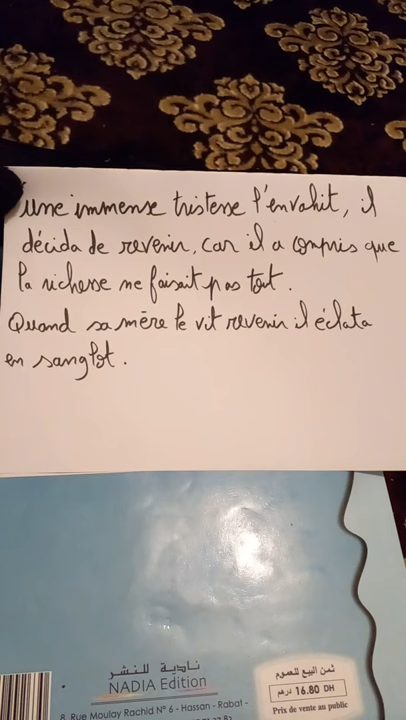 une immense tristesse l'envahit, il
décida de revenir, car il a compris que
la richesse ne faisait pas tout.
Quand sa mère le vit revenir il éclata
en sanglot.
نادية للنشر
NADIA Edition
8, Rue Moulay Rachid N° 6 - Hassan - Rabat -
ثمن البيع للعموم
درهم 16.80 DH
Prix de vente au public